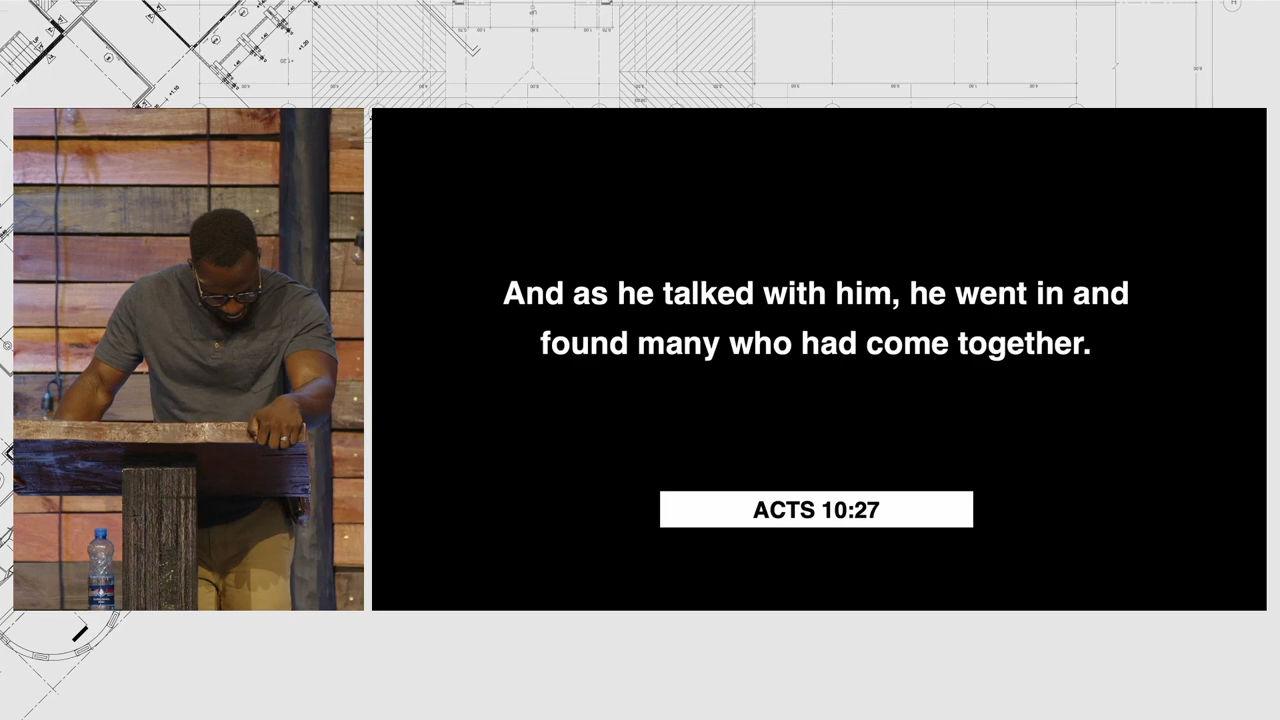 And as he talked with him, he went in and
found many who had come together.
ACTS 10:27